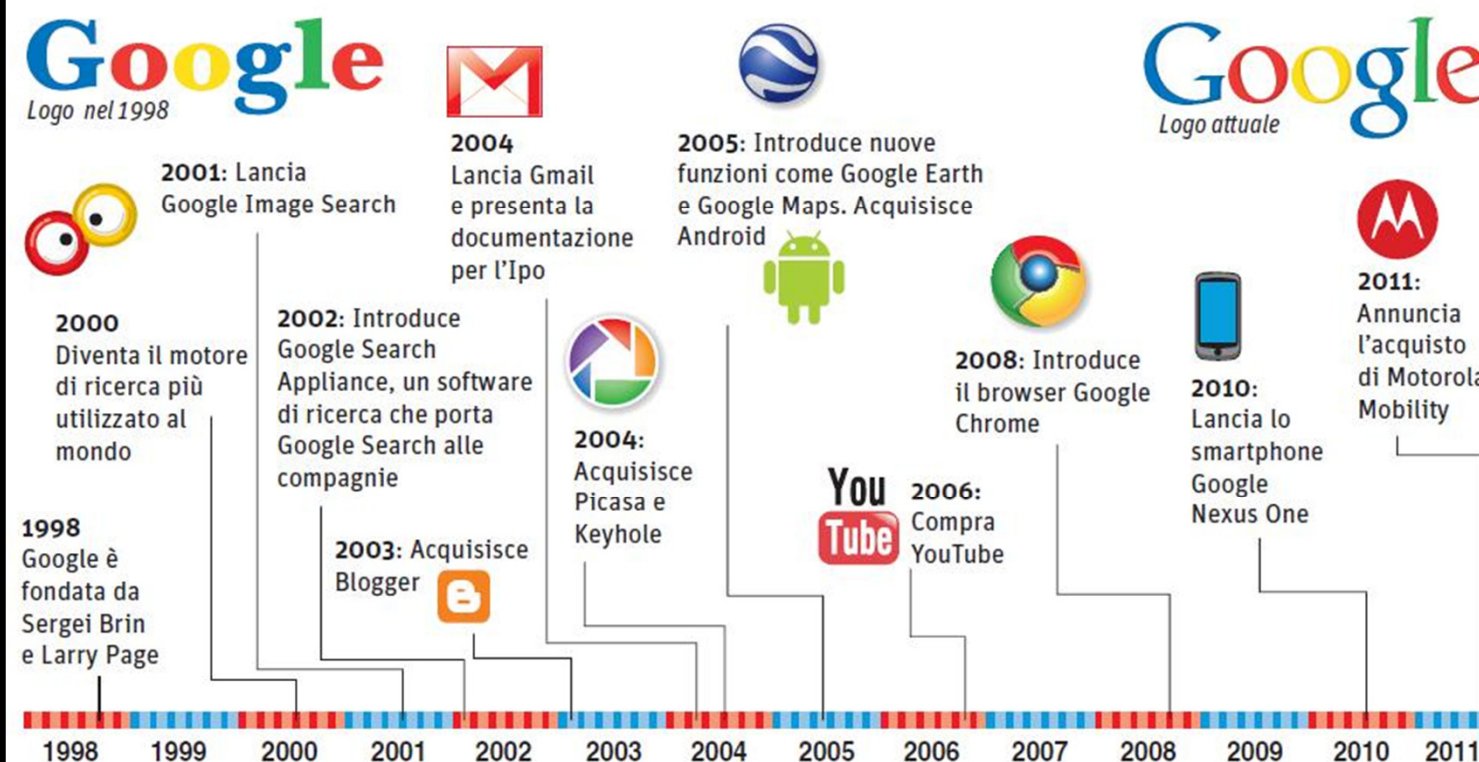 Google
Logo nel 1998
2001: Lancia
Google Image Search
2000
Diventa il motore
di ricerca più
utilizzato al
mondo
1998
Google è
fondata da
Sergei Brin
e Larry Page
2002: Introduce
Google Search
Appliance, un software
di ricerca che porta
Google Search alle
compagnie
2003: Acquisisce
Blogger
2004
Lancia Gmail
e presenta la
documentazione
per l'Ipo
2004:
Acquisisce
Picasa e
Keyhole
2005: Introduce nuove
funzioni come Google Earth
e Google Maps. Acquisisce
Android
You
Tube
2006:
Compra
YouTube
2008: Introduce
il browser Google
Chrome
2010:
Lancia lo
smartphone
Google
Nexus One
Google
Logo attuale
2011:
Annuncia
l'acquisto
di Motorola
Mobility
1998 1999 2000 2001 2002 2003 2004 2005 2006 2007 2008 2009 2010 2011